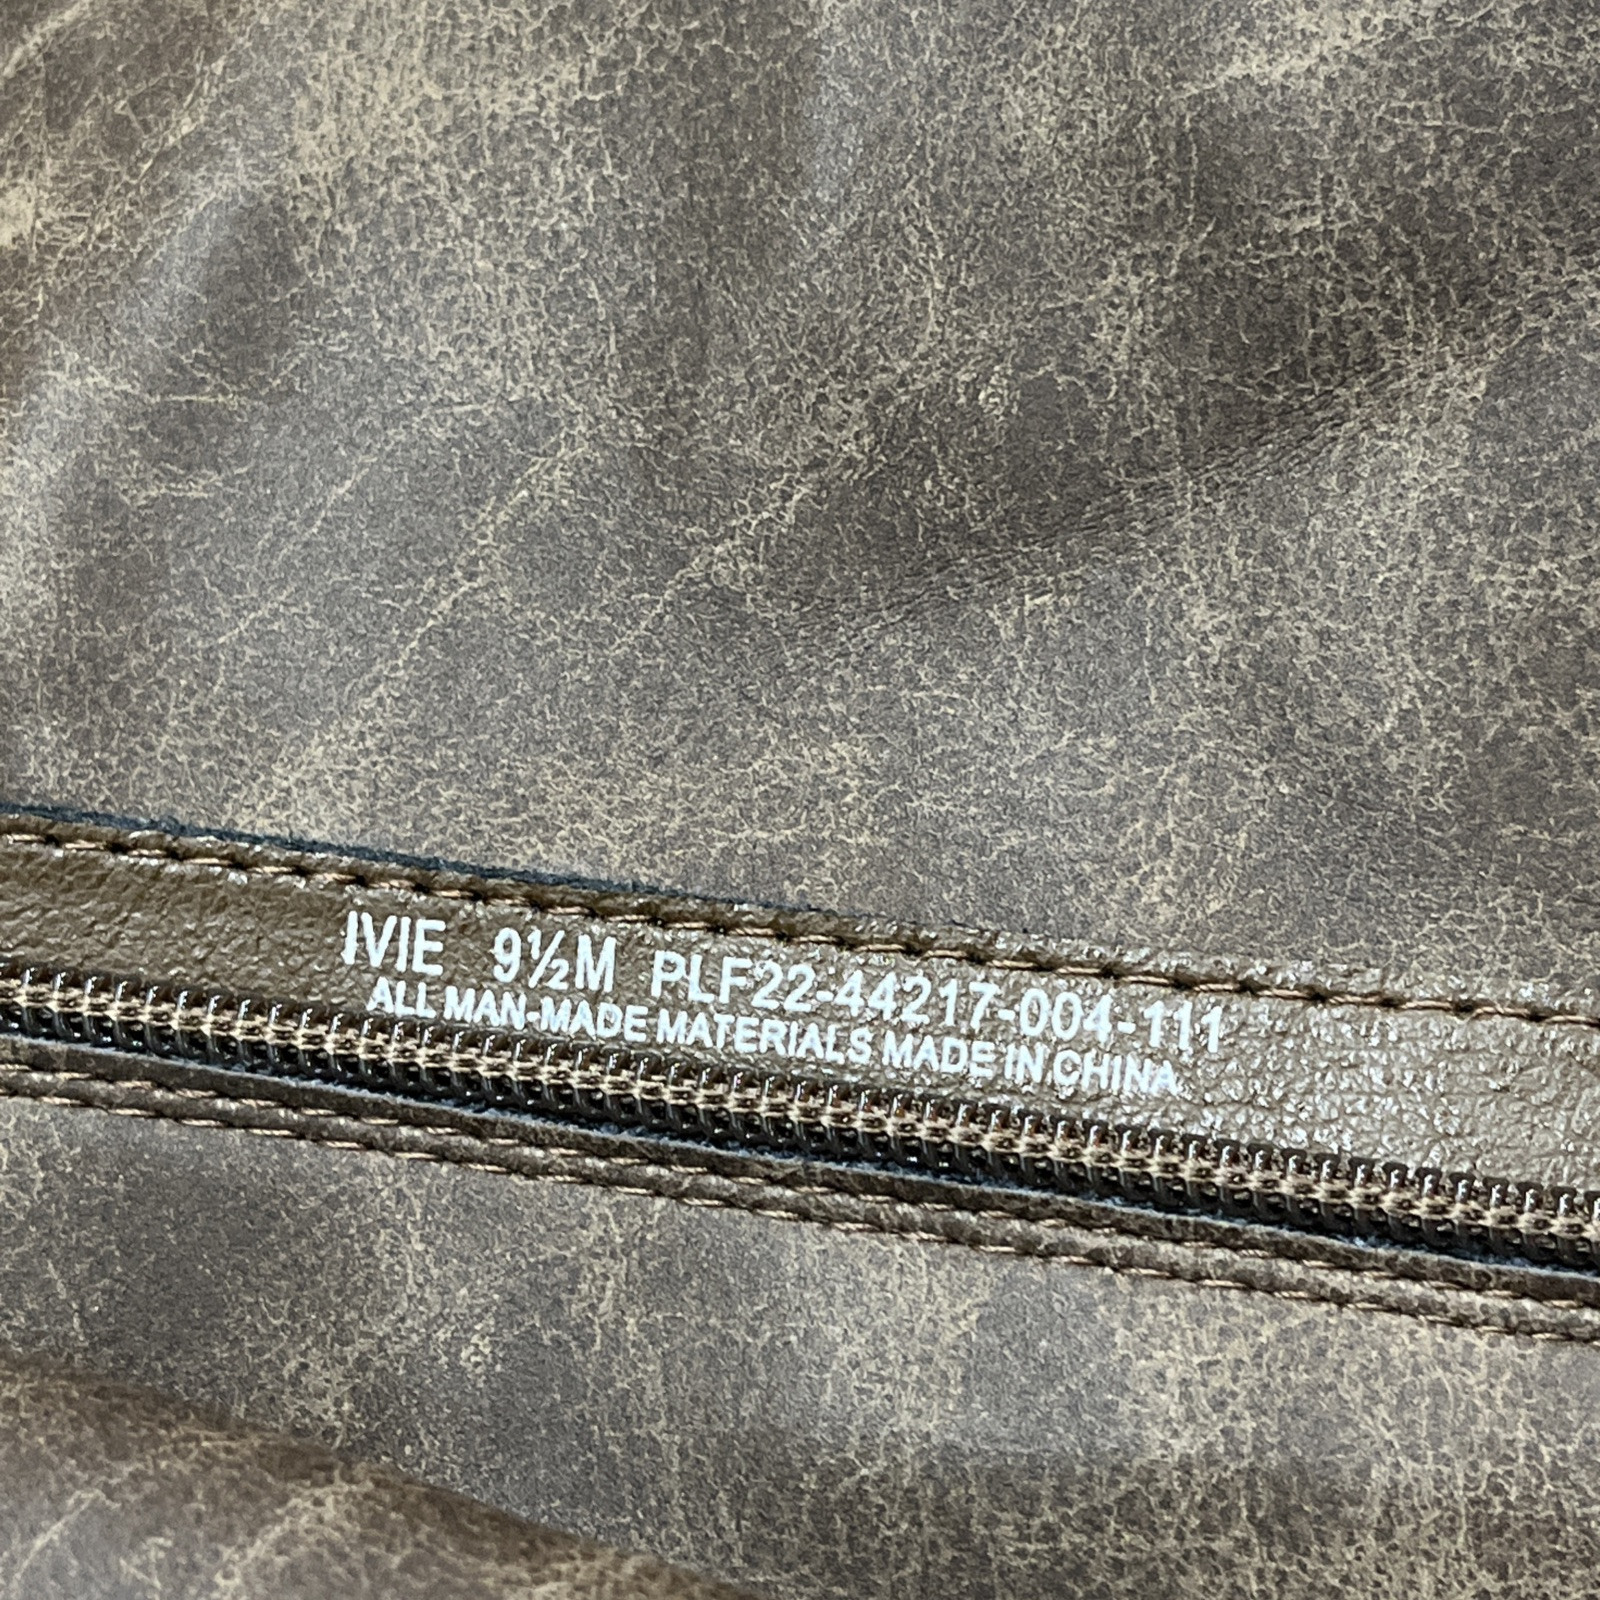 IVIE 9½M PLF22-44217-004-111
ALL MAN-MADE MATERIALS MADE IN CHINA